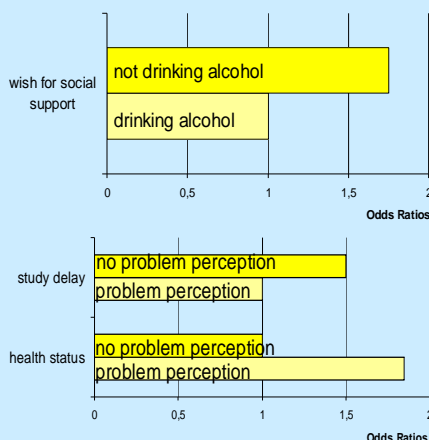 wish for social
support
not drinking alcohol
drinking alcohol
0 0,5 1 1,5 2
Odds Ratios
study delay
no problem perception
problem perception
health status
no problem perception
problem perception
0 0,5 1 1,5 2
Odds Ratios